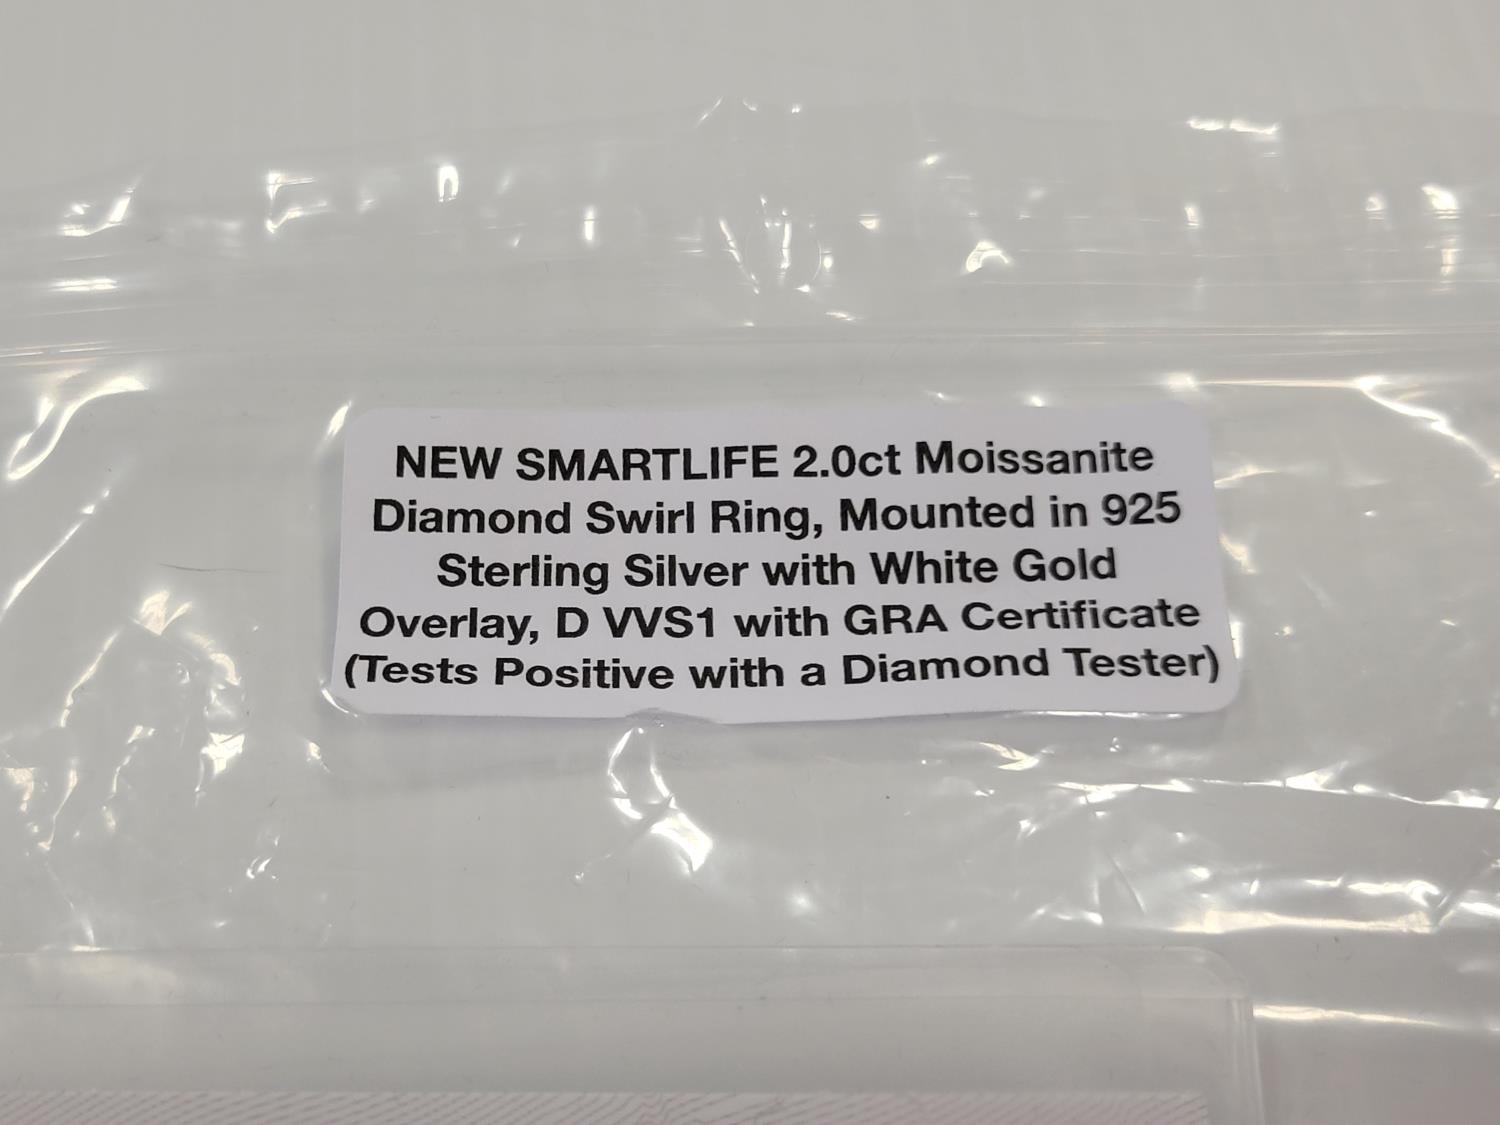 NEW SMARTLIFE 2.0ct Moissanite
Diamond Swirl Ring, Mounted in 925
Sterling Silver with White Gold
Overlay, D VVS1 with GRA Certificate
(Tests Positive with a Diamond Tester)